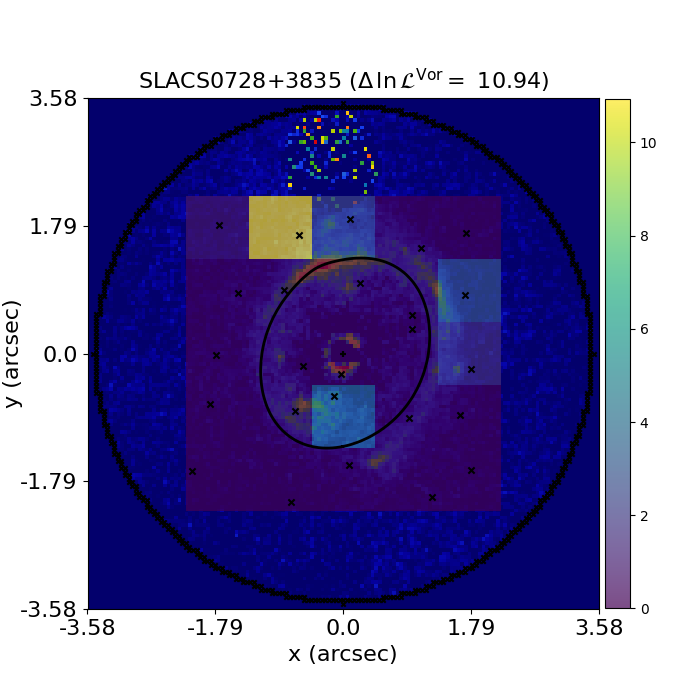 SLACS0728+3835 (Δ ln ℒ^Vor = 10.94)
3.58
1.79
0.0
-1.79
-3.58
y (arcsec)
-3.58 -1.79 0.0 1.79 3.58
x (arcsec)
10
8
6
4
2
0